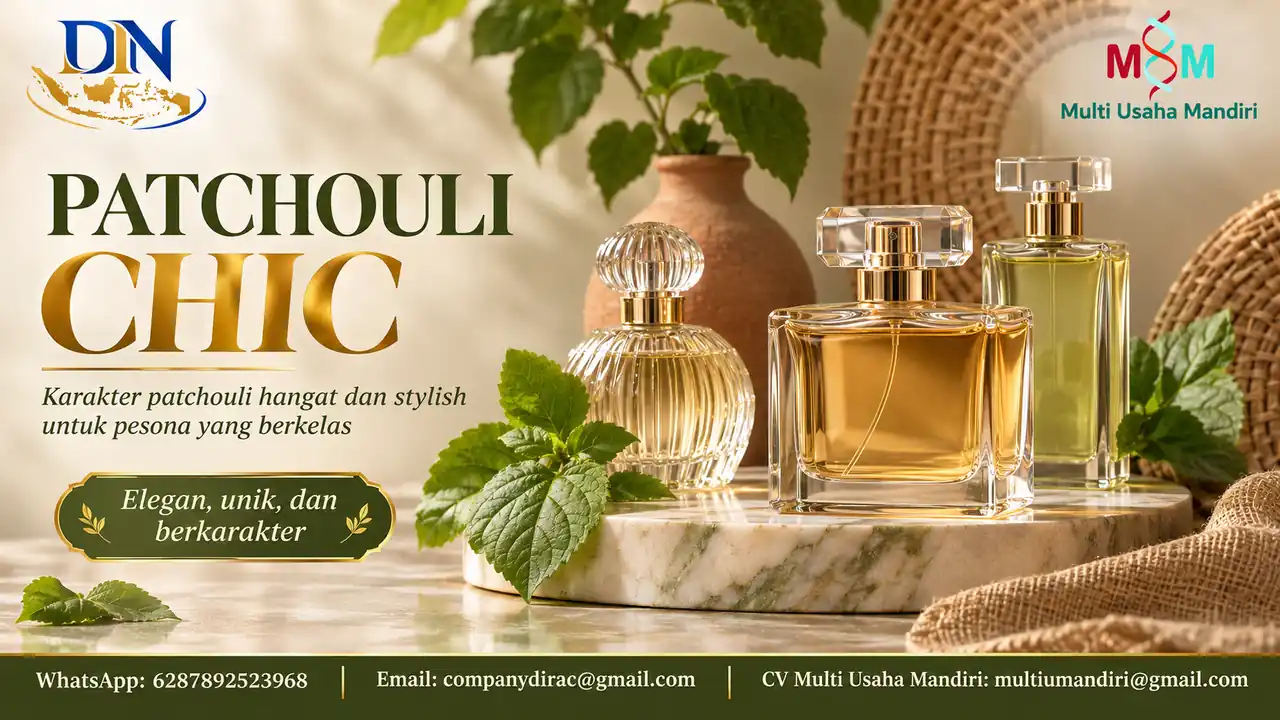 DIN
MSM
Multi Usaha Mandiri
PATCHOULI
CHIC
Karakter patchouli hangat dan stylish
untuk pesona yang berkelas
Elegan, unik, dan
berkarakter
WhatsApp: 6287892523968
Email: companydirac@gmail.com
CV Multi Usaha Mandiri: multiumandiri@gmail.com